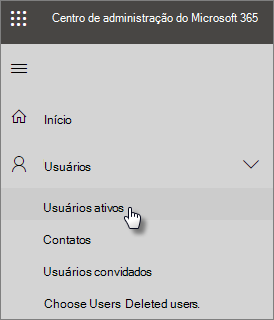 Centro de administração do Microsoft 365
Início
Usuários
Usuários ativos
Contatos
Usuários convidados
Choose Users Deleted users.